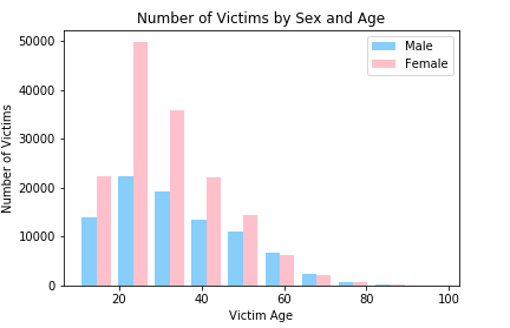 Number of Victims by Sex and Age
Male
Female
50000
40000
30000
20000
10000
0
Number of Victims
20 40 60 80 100
Victim Age